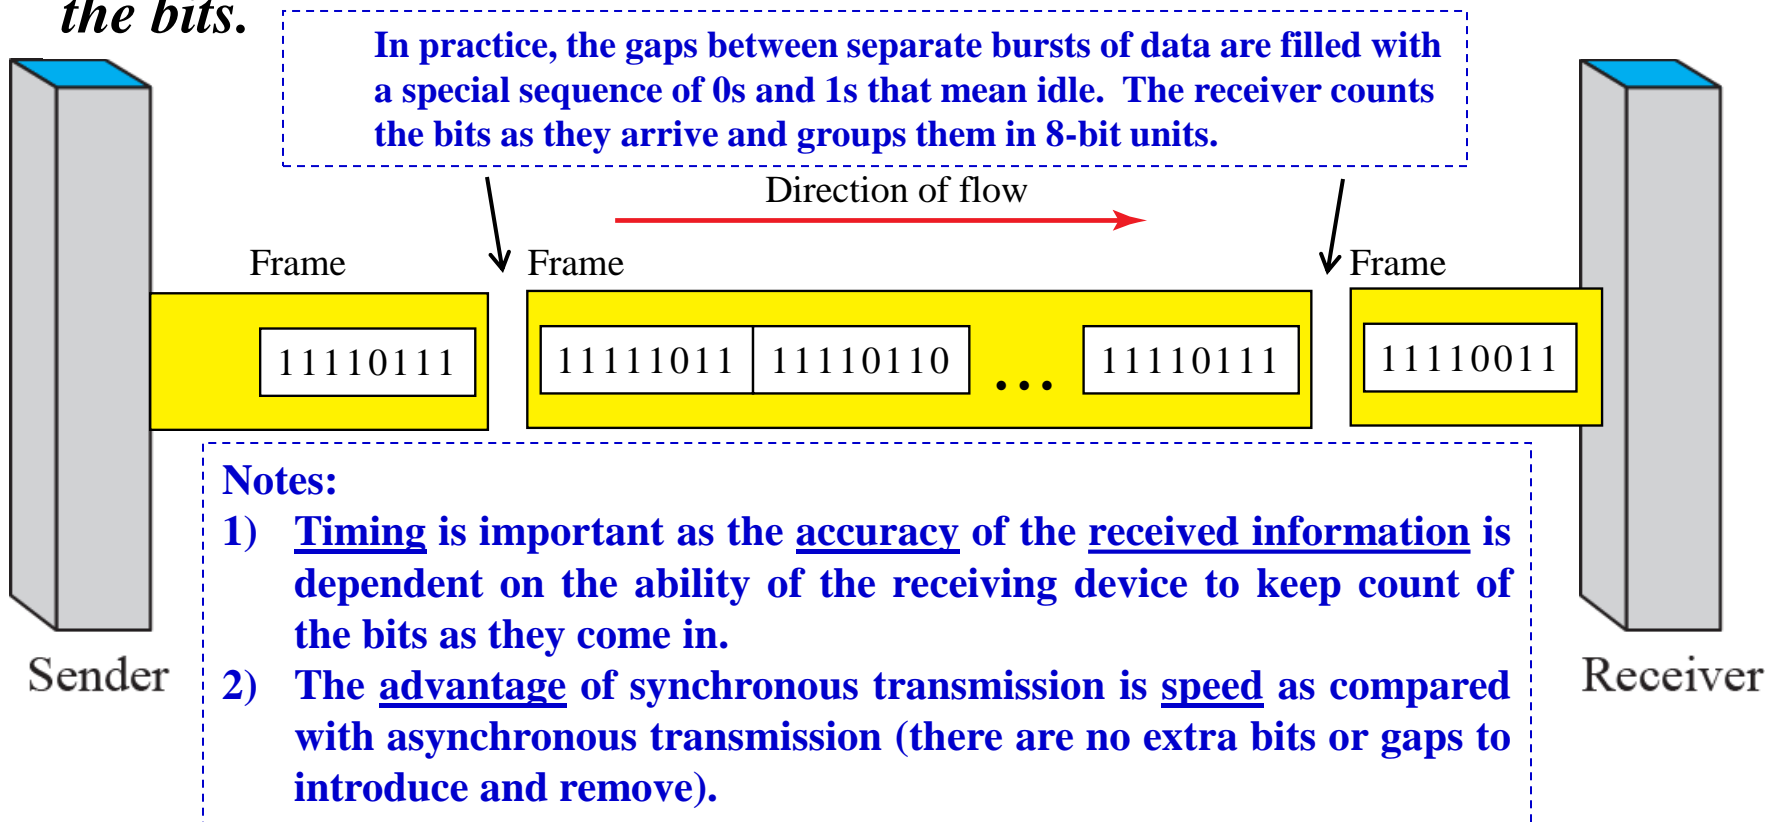 the bits.
In practice, the gaps between separate bursts of data are filled with
a special sequence of 0s and 1s that mean idle.  The receiver counts
the bits as they arrive and groups them in 8-bit units.
Direction of flow
Frame
Frame
Frame
11110111
11111011
11110110
...
11110111
11110011
Notes:
1) Timing is important as the accuracy of the received information is
dependent on the ability of the receiving device to keep count of
the bits as they come in.
2) The advantage of synchronous transmission is speed as compared
with asynchronous transmission (there are no extra bits or gaps to
introduce and remove).
Sender
Receiver